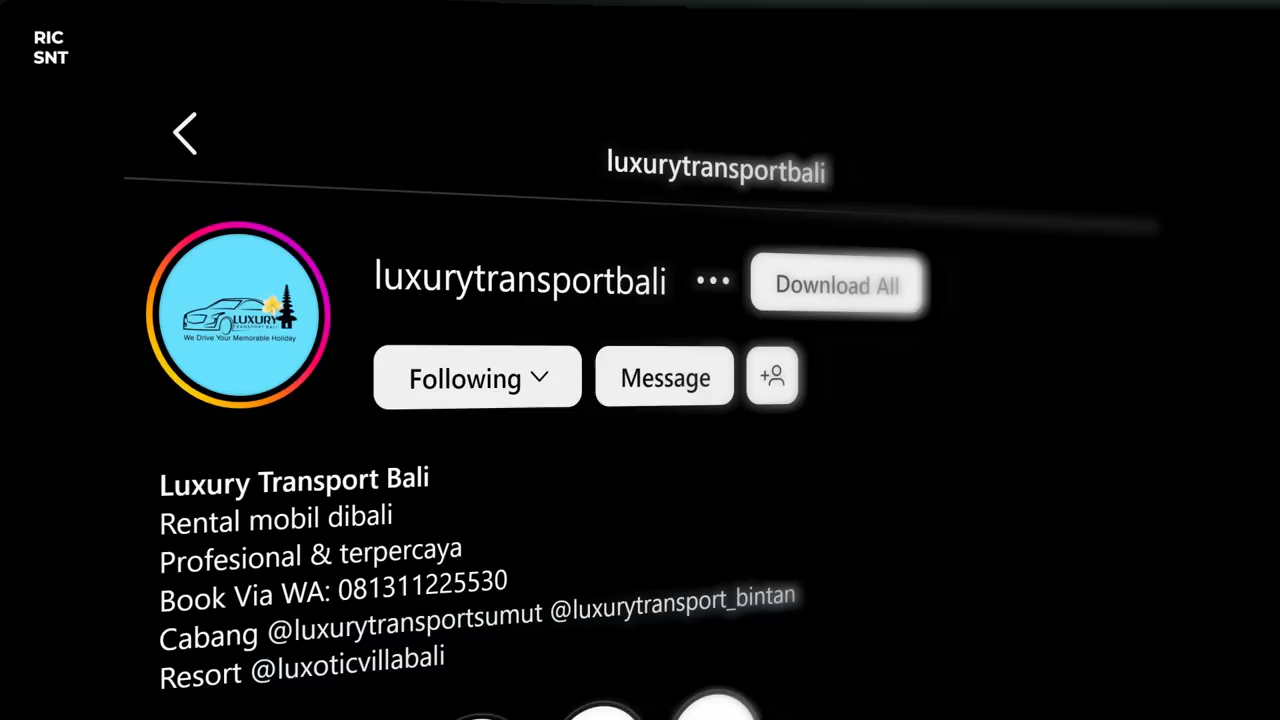 RIC
SNT
luxurytransportbali
luxurytransportbali ••• Download All
LUXURY
TRANSPORT BALI
We Drive Your Memorable Holiday
Following Message
Luxury Transport Bali
Rental mobil dibali
Profesional & terpercaya
Book Via WA: 081311225530
Cabang @luxurytransportsumut @luxurytransport_bintan
Resort @luxoticvillabali